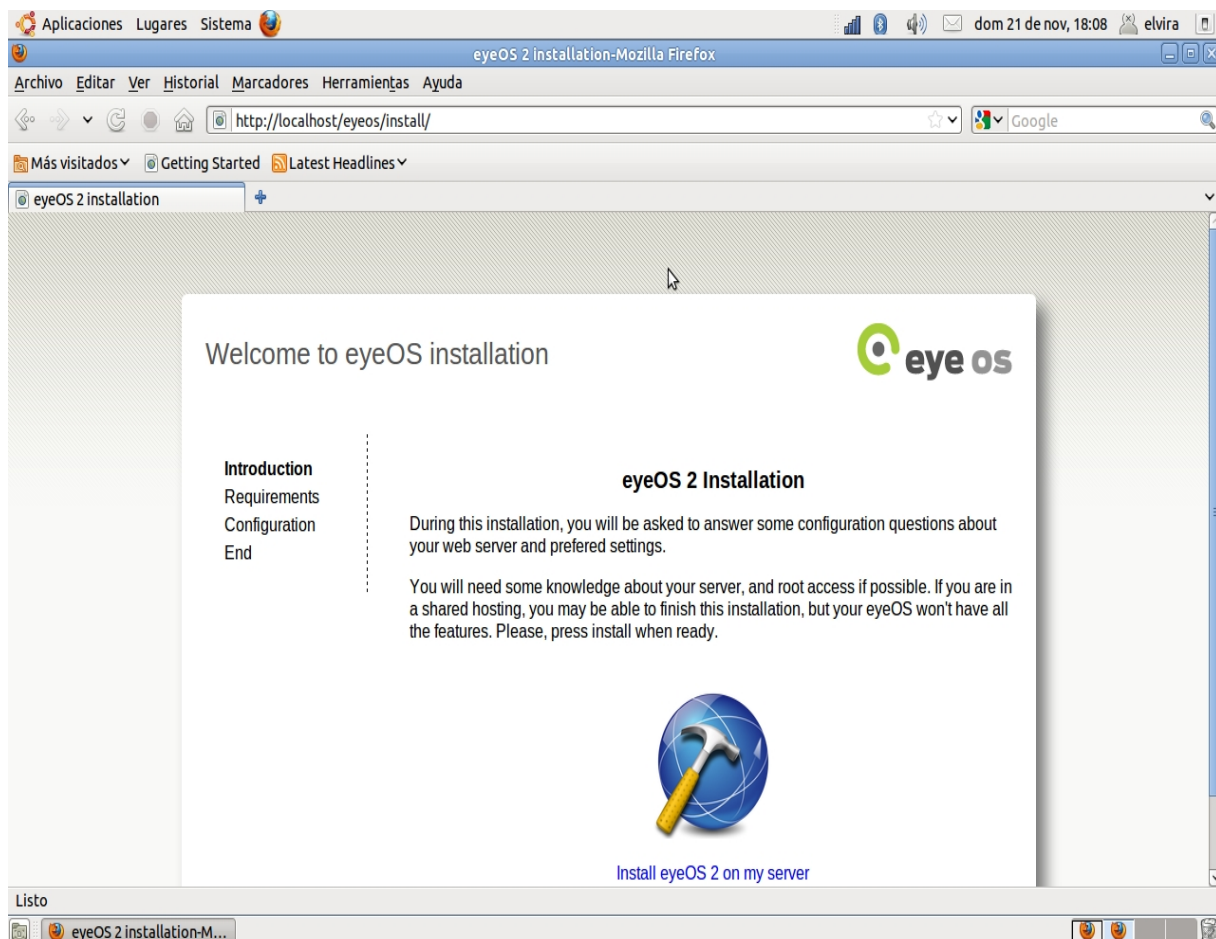 Aplicaciones Lugares Sistema dom 21 de nov, 18:08 elvira
eyeOS 2 installation-Mozilla Firefox
Archivo Editar Ver Historial Marcadores Herramientas Ayuda
http://localhost/eyeos/install/ Google
Más visitados Getting Started Latest Headlines
eyeOS 2 installation
Welcome to eyeOS installation
eye os
Introduction
Requirements
Configuration
End
eyeOS 2 Installation
During this installation, you will be asked to answer some configuration questions about
your web server and prefered settings.
You will need some knowledge about your server, and root access if possible. If you are in
a shared hosting, you may be able to finish this installation, but your eyeOS won't have all
the features. Please, press install when ready.
Install eyeOS 2 on my server
Listo
eyeOS 2 installation-M...